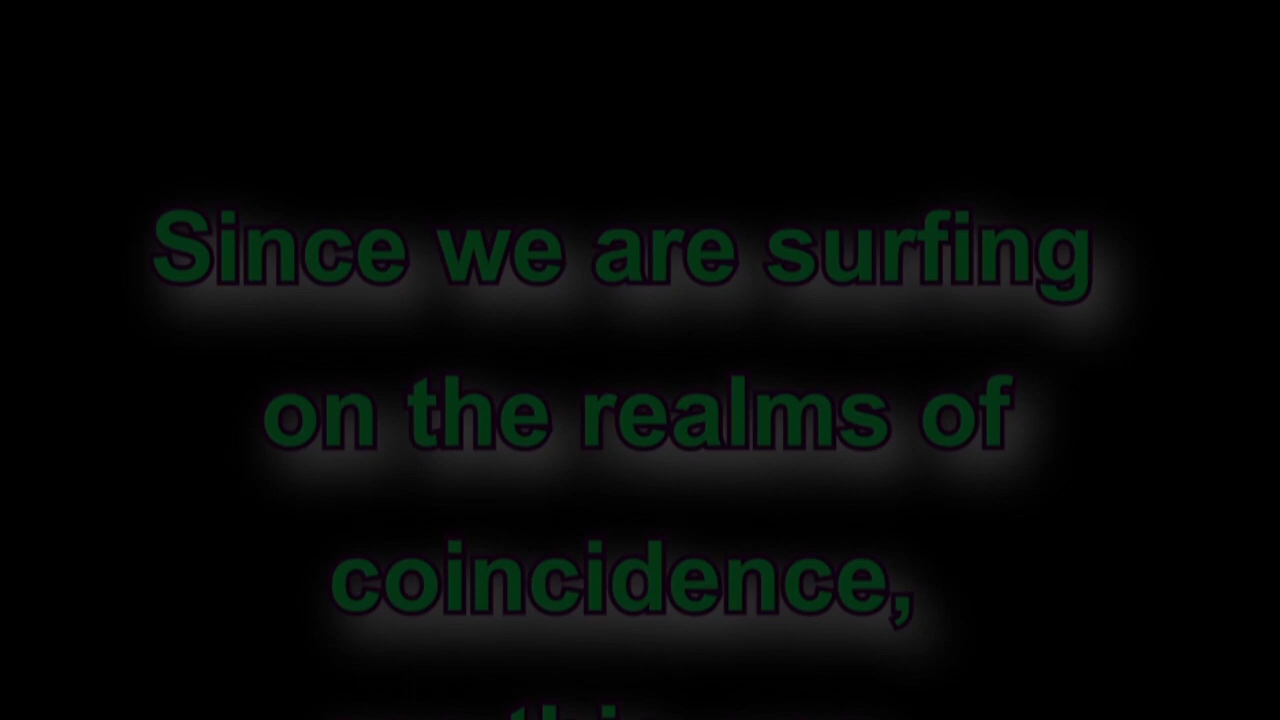 Since we are surfing
on the realms of
coincidence,